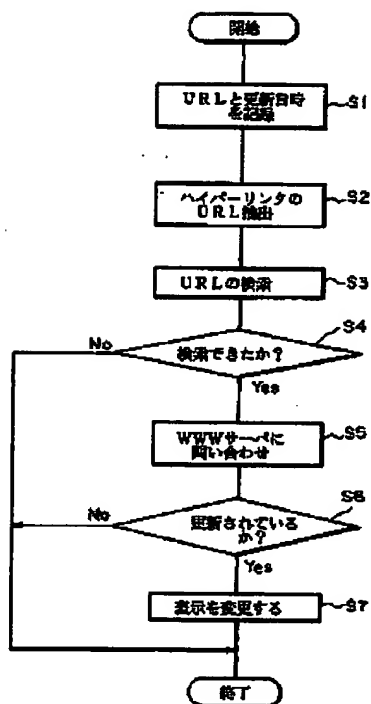 開始
URLと更新日時
を記録
S1
ハイパーリンクの
URL抽出
S2
URLの検索
S3
S4
検索できたか?
No
Yes
WWWサーバに
問い合わせ
S5
S6
更新されている
か?
No
Yes
表示を変更する
S7
終了